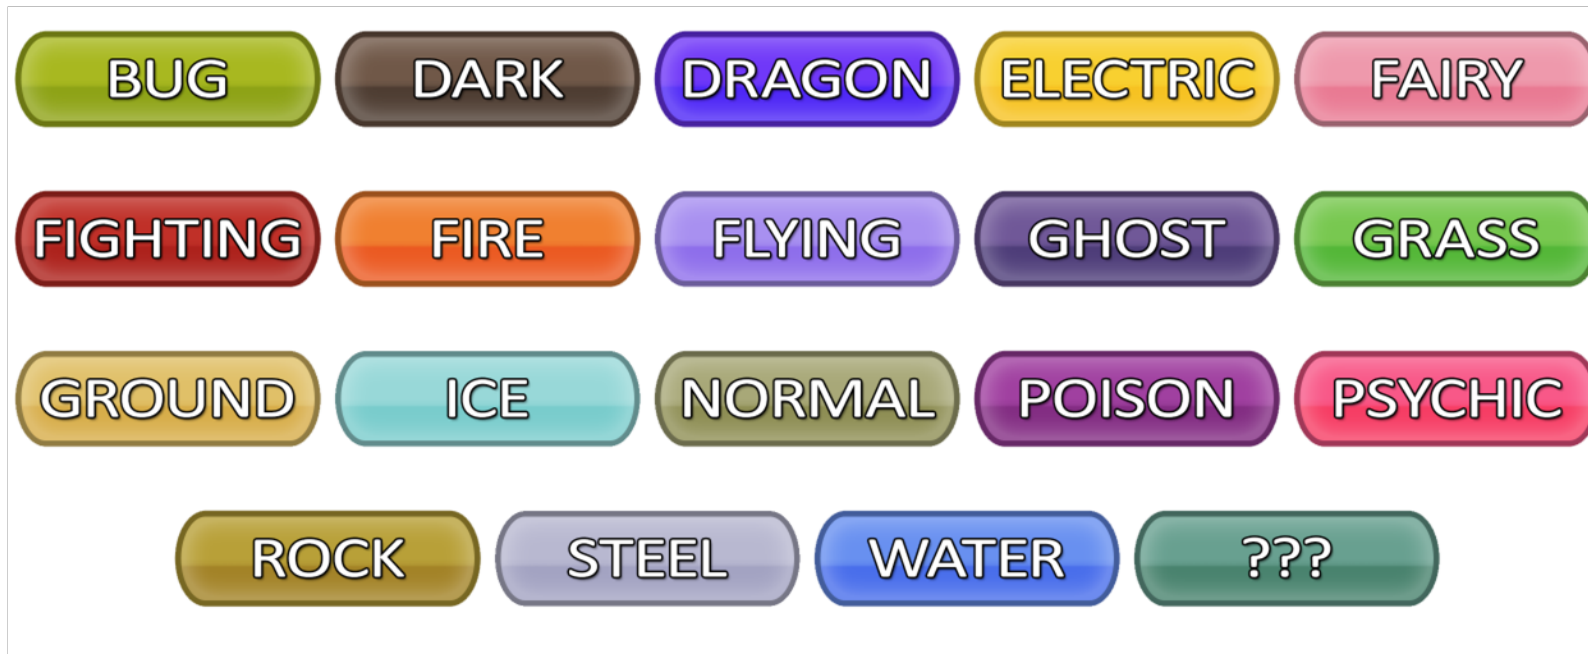 BUG DARK DRAGON ELECTRIC FAIRY
FIGHTING FIRE FLYING GHOST GRASS
GROUND ICE NORMAL POISON PSYCHIC
ROCK STEEL WATER ???